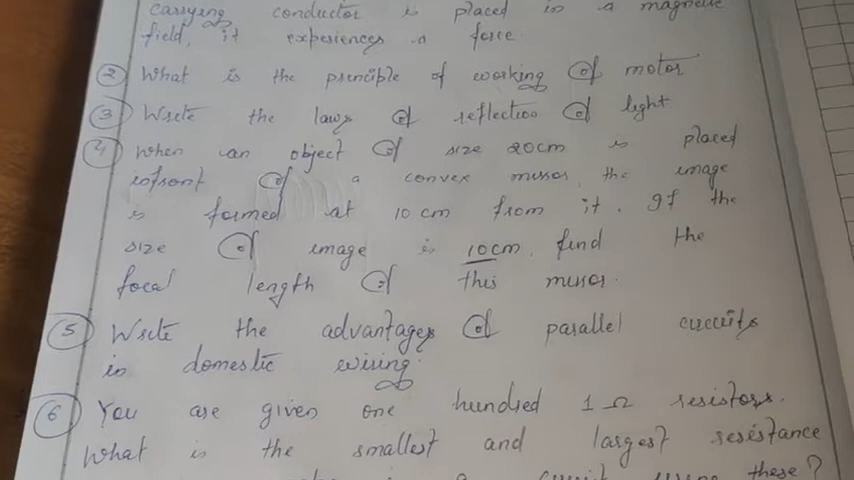 carrying conductor is placed in a magnetic
field, it experiences a force.
② What is the principle of working of motor
③ Write the laws of reflection of light
④ When an object of size 20cm is placed
infront of a convex mirror, the image
is formed at 10 cm from it. If the
size of image is 10cm, find the
focal length of this mirror.
⑤ Write the advantages of parallel circuits
in domestic wiring.
⑥ You are given one hundred 1 Ω resistors.
What is the smallest and largest resistance
in a circuit using these?